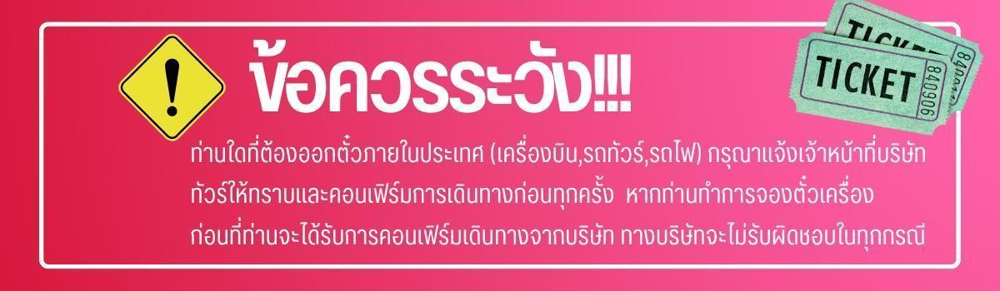 ข้อควรระวัง!!!
TICKET
TICKET 840906
ท่านใดที่ต้องออกตั๋วภายในประเทศ (เครื่องบิน,รถทัวร์,รถไฟ) กรุณาแจ้งเจ้าหน้าที่บริษัท
ทัวร์ให้ทราบและคอนเฟิร์มการเดินทางก่อนทุกครั้ง หากท่านทำการจองตั๋วเครื่อง
ก่อนที่ท่านจะได้รับการคอนเฟิร์มเดินทางจากบริษัท ทางบริษัทจะไม่รับผิดชอบในทุกกรณี